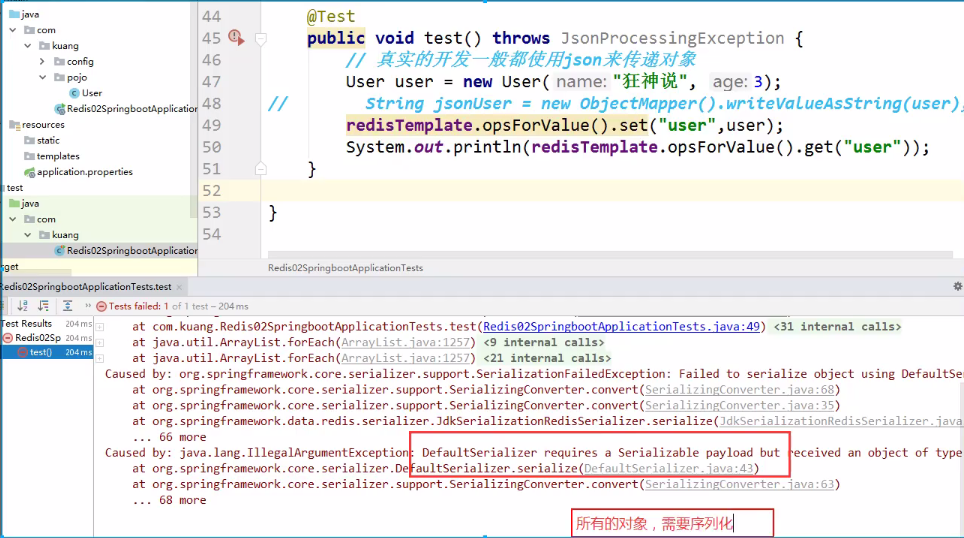 java
com
kuang
config
pojo
User
Redis02SpringbootApplication
resources
static
templates
application.properties
test
java
com
kuang
Redis02SpringbootApplication
44 @Test
45 public void test() throws JsonProcessingException {
46 // 真实的开发一般都使用json来传递对象
47 User user = new User( name: "狂神说", age: 3);
48 // String jsonUser = new ObjectMapper().writeValueAsString(user);
49 redisTemplate.opsForValue().set("user",user);
50 System.out.println(redisTemplate.opsForValue().get("user"));
51 }
52
53 }
54
Redis02SpringbootApplicationTests
Redis02SpringbootApplicationTests.test ×
Tests failed: 1 of 1 test – 204 ms
Test Results 204 ms
Redis02Sp 204 ms
test() 204 ms
at com.kuang.Redis02SpringbootApplicationTests.test(Redis02SpringbootApplicationTests.java:49) <31 internal calls>
at java.util.ArrayList.forEach(ArrayList.java:1257) <9 internal calls>
at java.util.ArrayList.forEach(ArrayList.java:1257) <21 internal calls>
Caused by: org.springframework.core.serializer.support.SerializationFailedException: Failed to serialize object using DefaultSe
at org.springframework.core.serializer.support.SerializingConverter.convert(SerializingConverter.java:68)
at org.springframework.core.serializer.support.SerializingConverter.convert(SerializingConverter.java:35)
at org.springframework.data.redis.serializer.JdkSerializationRedisSerializer.serialize(JdkSerializationRedisSerializer.java
... 66 more
Caused by: java.lang.IllegalArgumentException: DefaultSerializer requires a Serializable payload but received an object of type
at org.springframework.core.serializer.DefaultSerializer.serialize(DefaultSerializer.java:43)
at org.springframework.core.serializer.support.SerializingConverter.convert(SerializingConverter.java:63)
... 68 more
所有的对象，需要序列化